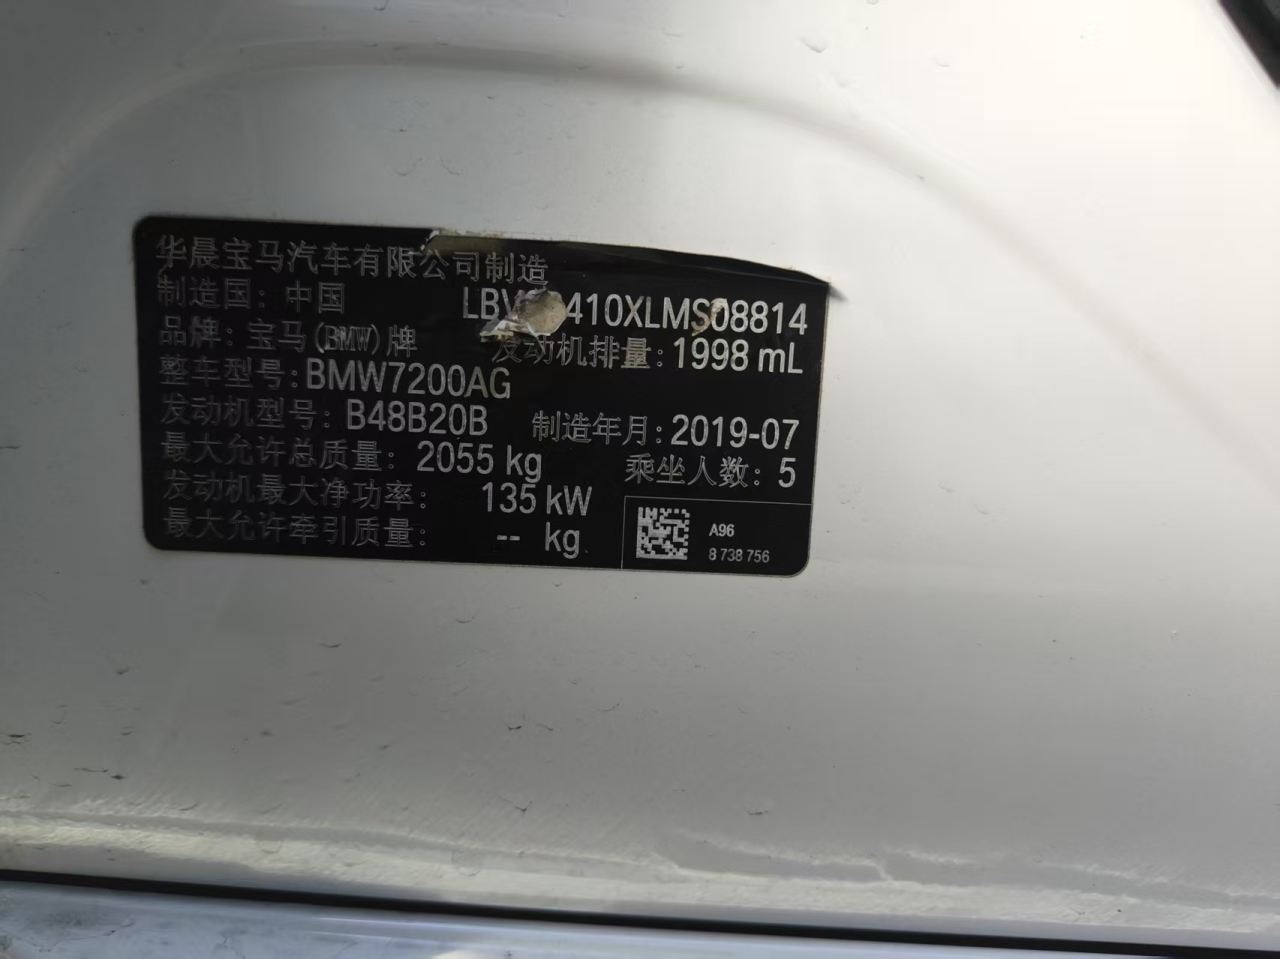 华晨宝马汽车有限公司制造
制造国：中国
品牌：宝马(BMW)牌 发动机排量：1998 mL
整车型号：BMW7200AG
发动机型号：B48B20B 制造年月：2019-07
最大允许总质量：2055 kg 乘坐人数：5
发动机最大净功率：135 kW
最大允许牵引质量：-- kg
A96
8 738 756